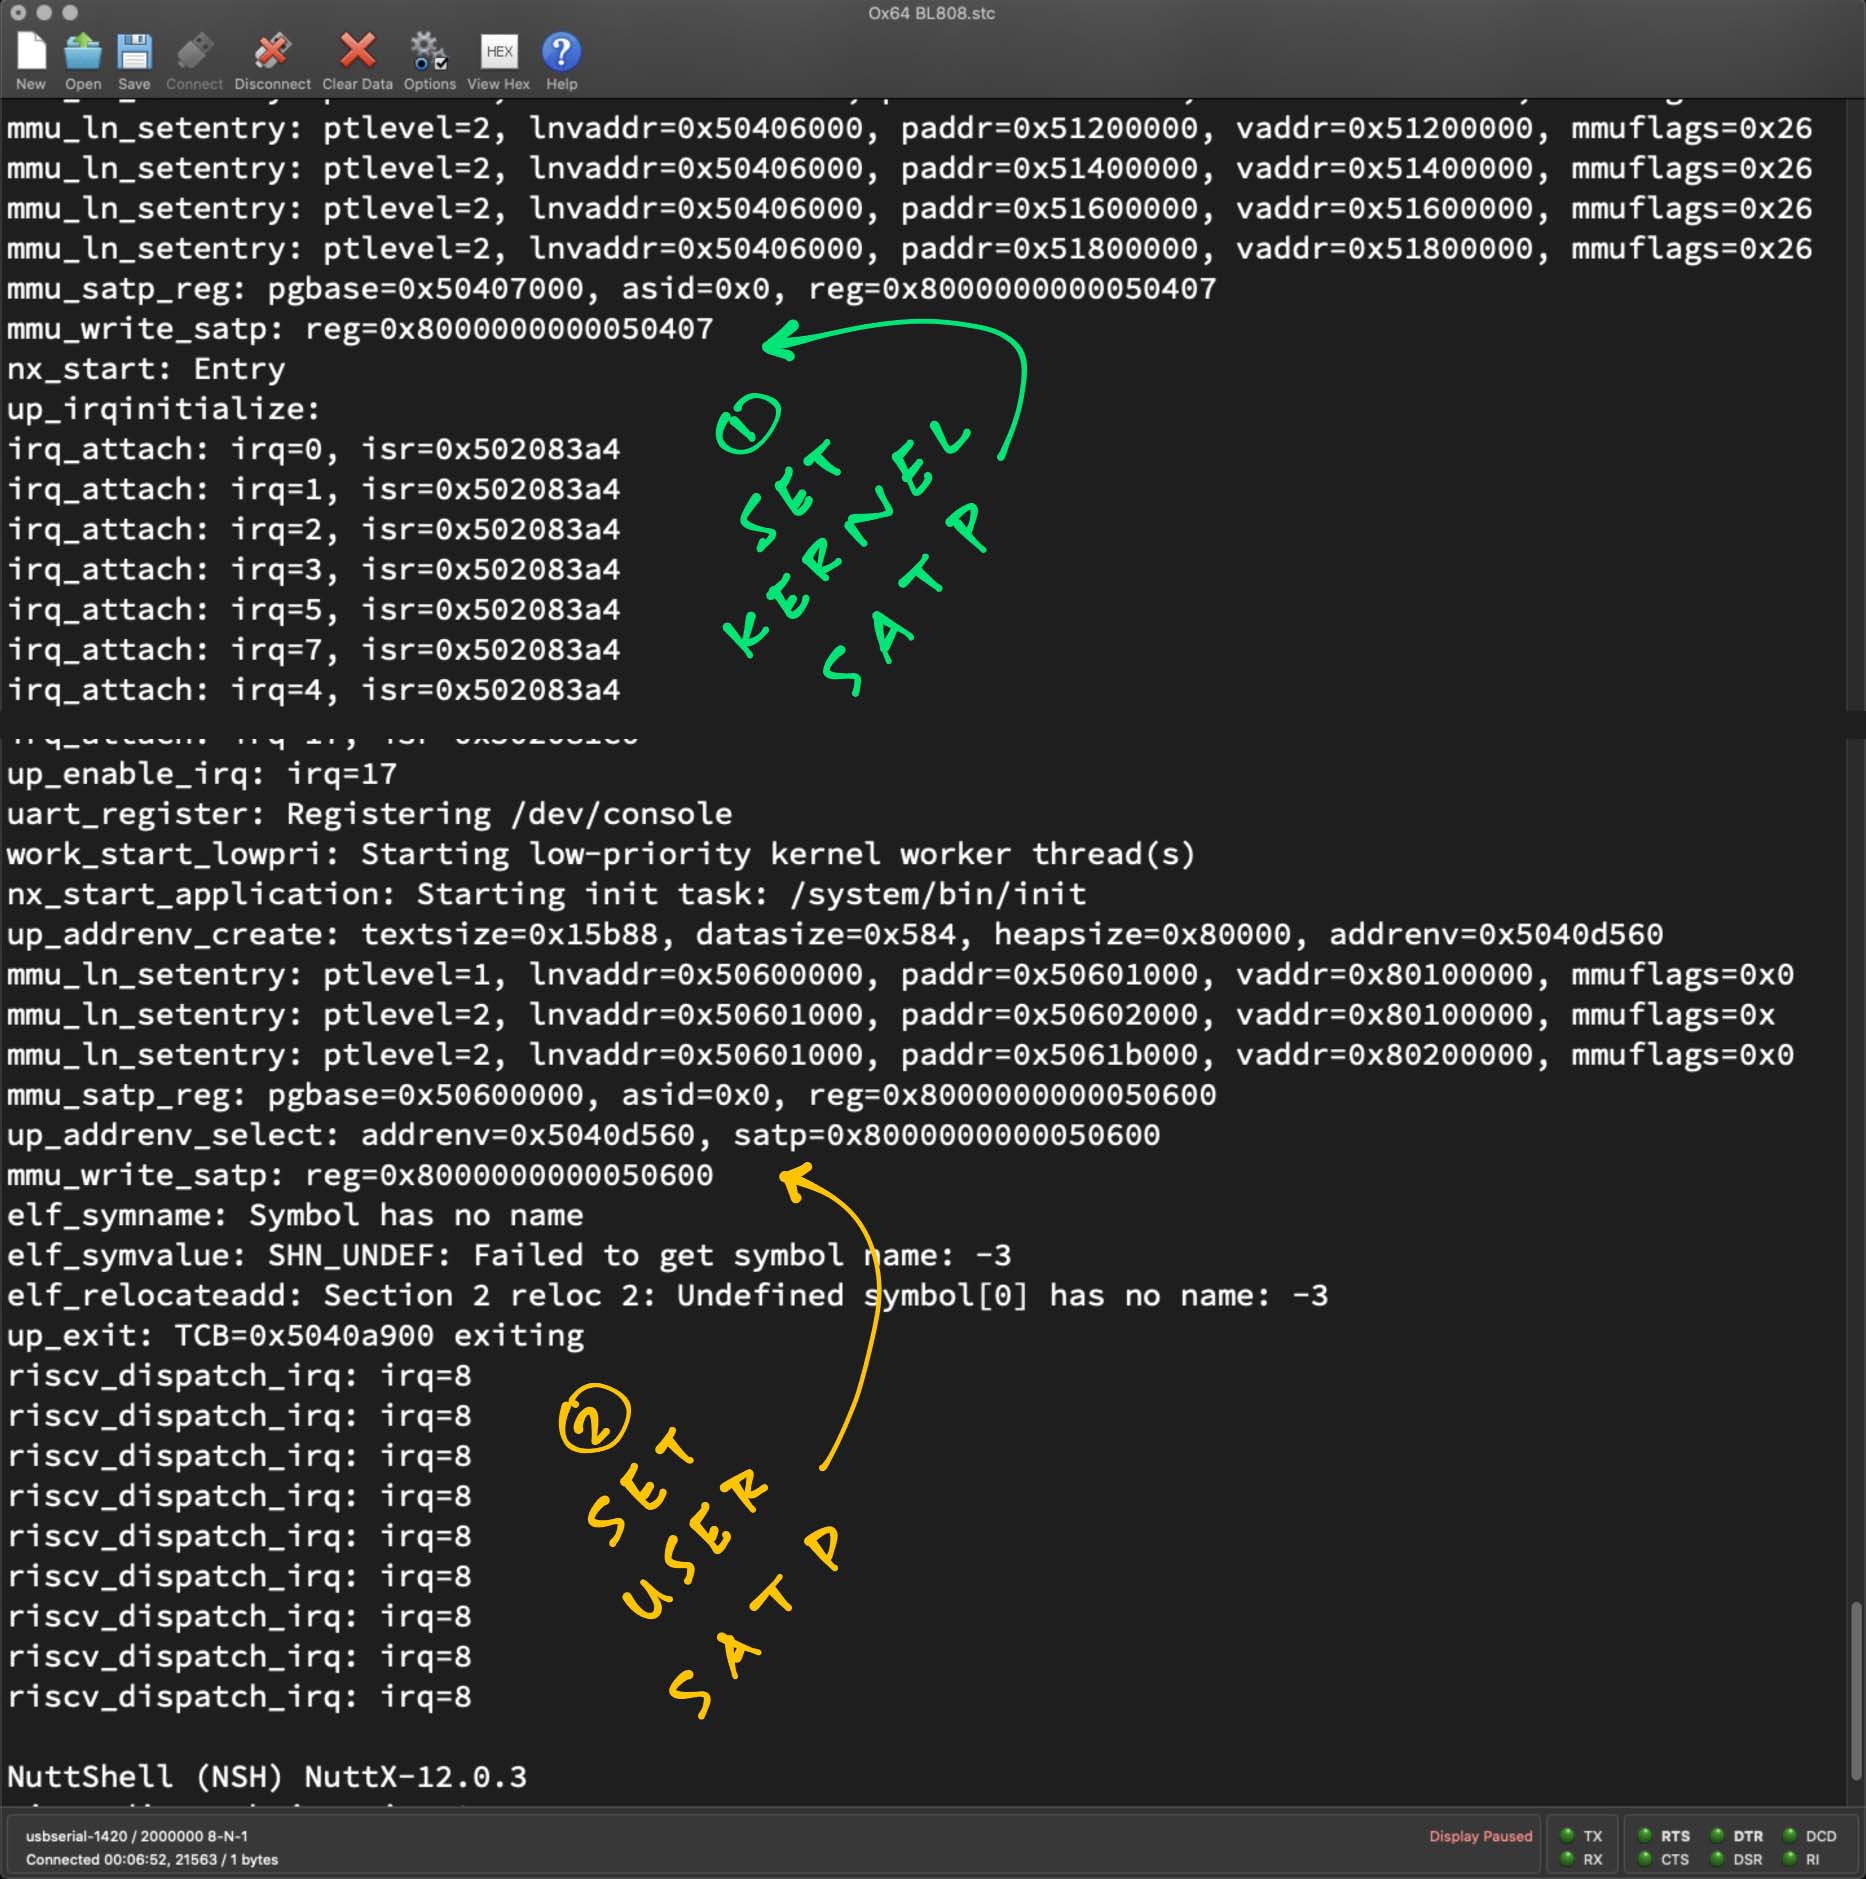 Ox64 BL808.stc
New Open Save Connect Disconnect Clear Data Options HEX View Hex ? Help
mmu_ln_setentry: ptlevel=2, lnvaddr=0x50406000, paddr=0x51200000, vaddr=0x51200000, mmuflags=0x26
mmu_ln_setentry: ptlevel=2, lnvaddr=0x50406000, paddr=0x51400000, vaddr=0x51400000, mmuflags=0x26
mmu_ln_setentry: ptlevel=2, lnvaddr=0x50406000, paddr=0x51600000, vaddr=0x51600000, mmuflags=0x26
mmu_ln_setentry: ptlevel=2, lnvaddr=0x50406000, paddr=0x51800000, vaddr=0x51800000, mmuflags=0x26
mmu_satp_reg: pgbase=0x50407000, asid=0x0, reg=0x8000000000050407
mmu_write_satp: reg=0x8000000000050407
nx_start: Entry
up_irqinitialize:
irq_attach: irq=0, isr=0x502083a4
irq_attach: irq=1, isr=0x502083a4
irq_attach: irq=2, isr=0x502083a4
irq_attach: irq=3, isr=0x502083a4
irq_attach: irq=5, isr=0x502083a4
irq_attach: irq=7, isr=0x502083a4
irq_attach: irq=4, isr=0x502083a4
1
SET
KERNEL
SATP
up_enable_irq: irq=17
uart_register: Registering /dev/console
work_start_lowpri: Starting low-priority kernel worker thread(s)
nx_start_application: Starting init task: /system/bin/init
up_addrenv_create: textsize=0x15b88, datasize=0x584, heapsize=0x80000, addrenv=0x5040d560
mmu_ln_setentry: ptlevel=1, lnvaddr=0x50600000, paddr=0x50601000, vaddr=0x80100000, mmuflags=0x0
mmu_ln_setentry: ptlevel=2, lnvaddr=0x50601000, paddr=0x50602000, vaddr=0x80100000, mmuflags=0x
mmu_ln_setentry: ptlevel=2, lnvaddr=0x50601000, paddr=0x5061b000, vaddr=0x80200000, mmuflags=0x0
mmu_satp_reg: pgbase=0x50600000, asid=0x0, reg=0x8000000000050600
up_addrenv_select: addrenv=0x5040d560, satp=0x8000000000050600
mmu_write_satp: reg=0x8000000000050600
elf_symname: Symbol has no name
elf_symvalue: SHN_UNDEF: Failed to get symbol name: -3
elf_relocateadd: Section 2 reloc 2: Undefined symbol[0] has no name: -3
up_exit: TCB=0x5040a900 exiting
riscv_dispatch_irq: irq=8
riscv_dispatch_irq: irq=8
riscv_dispatch_irq: irq=8
riscv_dispatch_irq: irq=8
riscv_dispatch_irq: irq=8
riscv_dispatch_irq: irq=8
riscv_dispatch_irq: irq=8
riscv_dispatch_irq: irq=8
riscv_dispatch_irq: irq=8
2
SET
USER
SATP
NuttShell (NSH) NuttX-12.0.3
usbserial-1420 / 2000000 8-N-1
Connected 00:06:52, 21563 / 1 bytes
Display Paused
TX RTS DTR DCD
RX CTS DSR RI